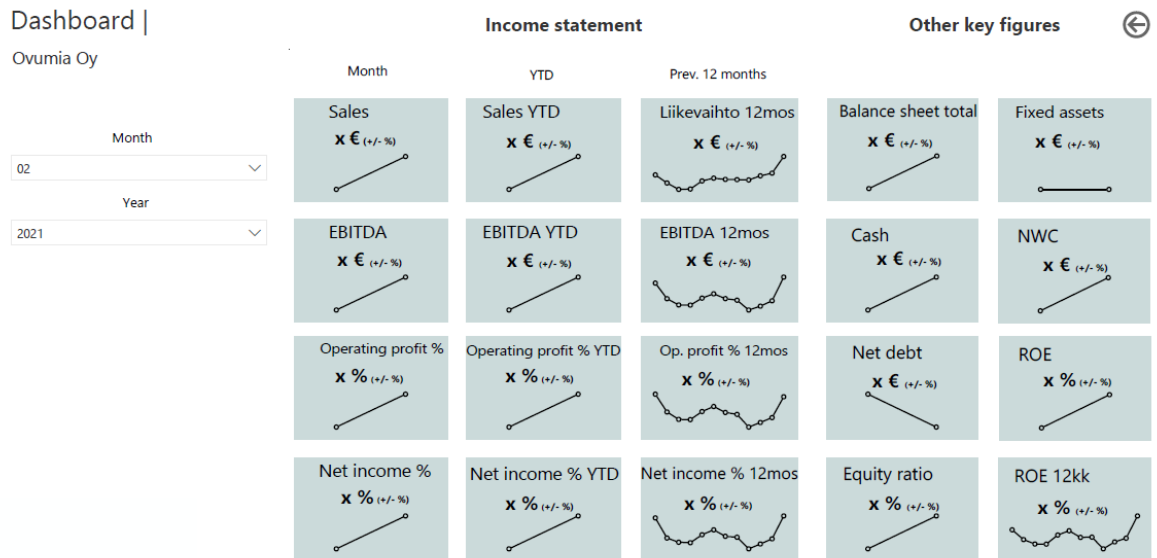 Dashboard |
Ovumia Oy
Month
02
Year
2021
Income statement
Other key figures
Month
YTD
Prev. 12 months
Sales
x € (+/- %)
Sales YTD
x € (+/- %)
Liikevaihto 12mos
x € (+/- %)
Balance sheet total
x € (+/- %)
Fixed assets
x € (+/- %)
EBITDA
x € (+/- %)
EBITDA YTD
x € (+/- %)
EBITDA 12mos
x € (+/- %)
Cash
x € (+/- %)
NWC
x € (+/- %)
Operating profit %
x % (+/- %)
Operating profit % YTD
x % (+/- %)
Op. profit % 12mos
x % (+/- %)
Net debt
x € (+/- %)
ROE
x % (+/- %)
Net income %
x % (+/- %)
Net income % YTD
x % (+/- %)
Net income % 12mos
x % (+/- %)
Equity ratio
x % (+/- %)
ROE 12kk
x % (+/- %)